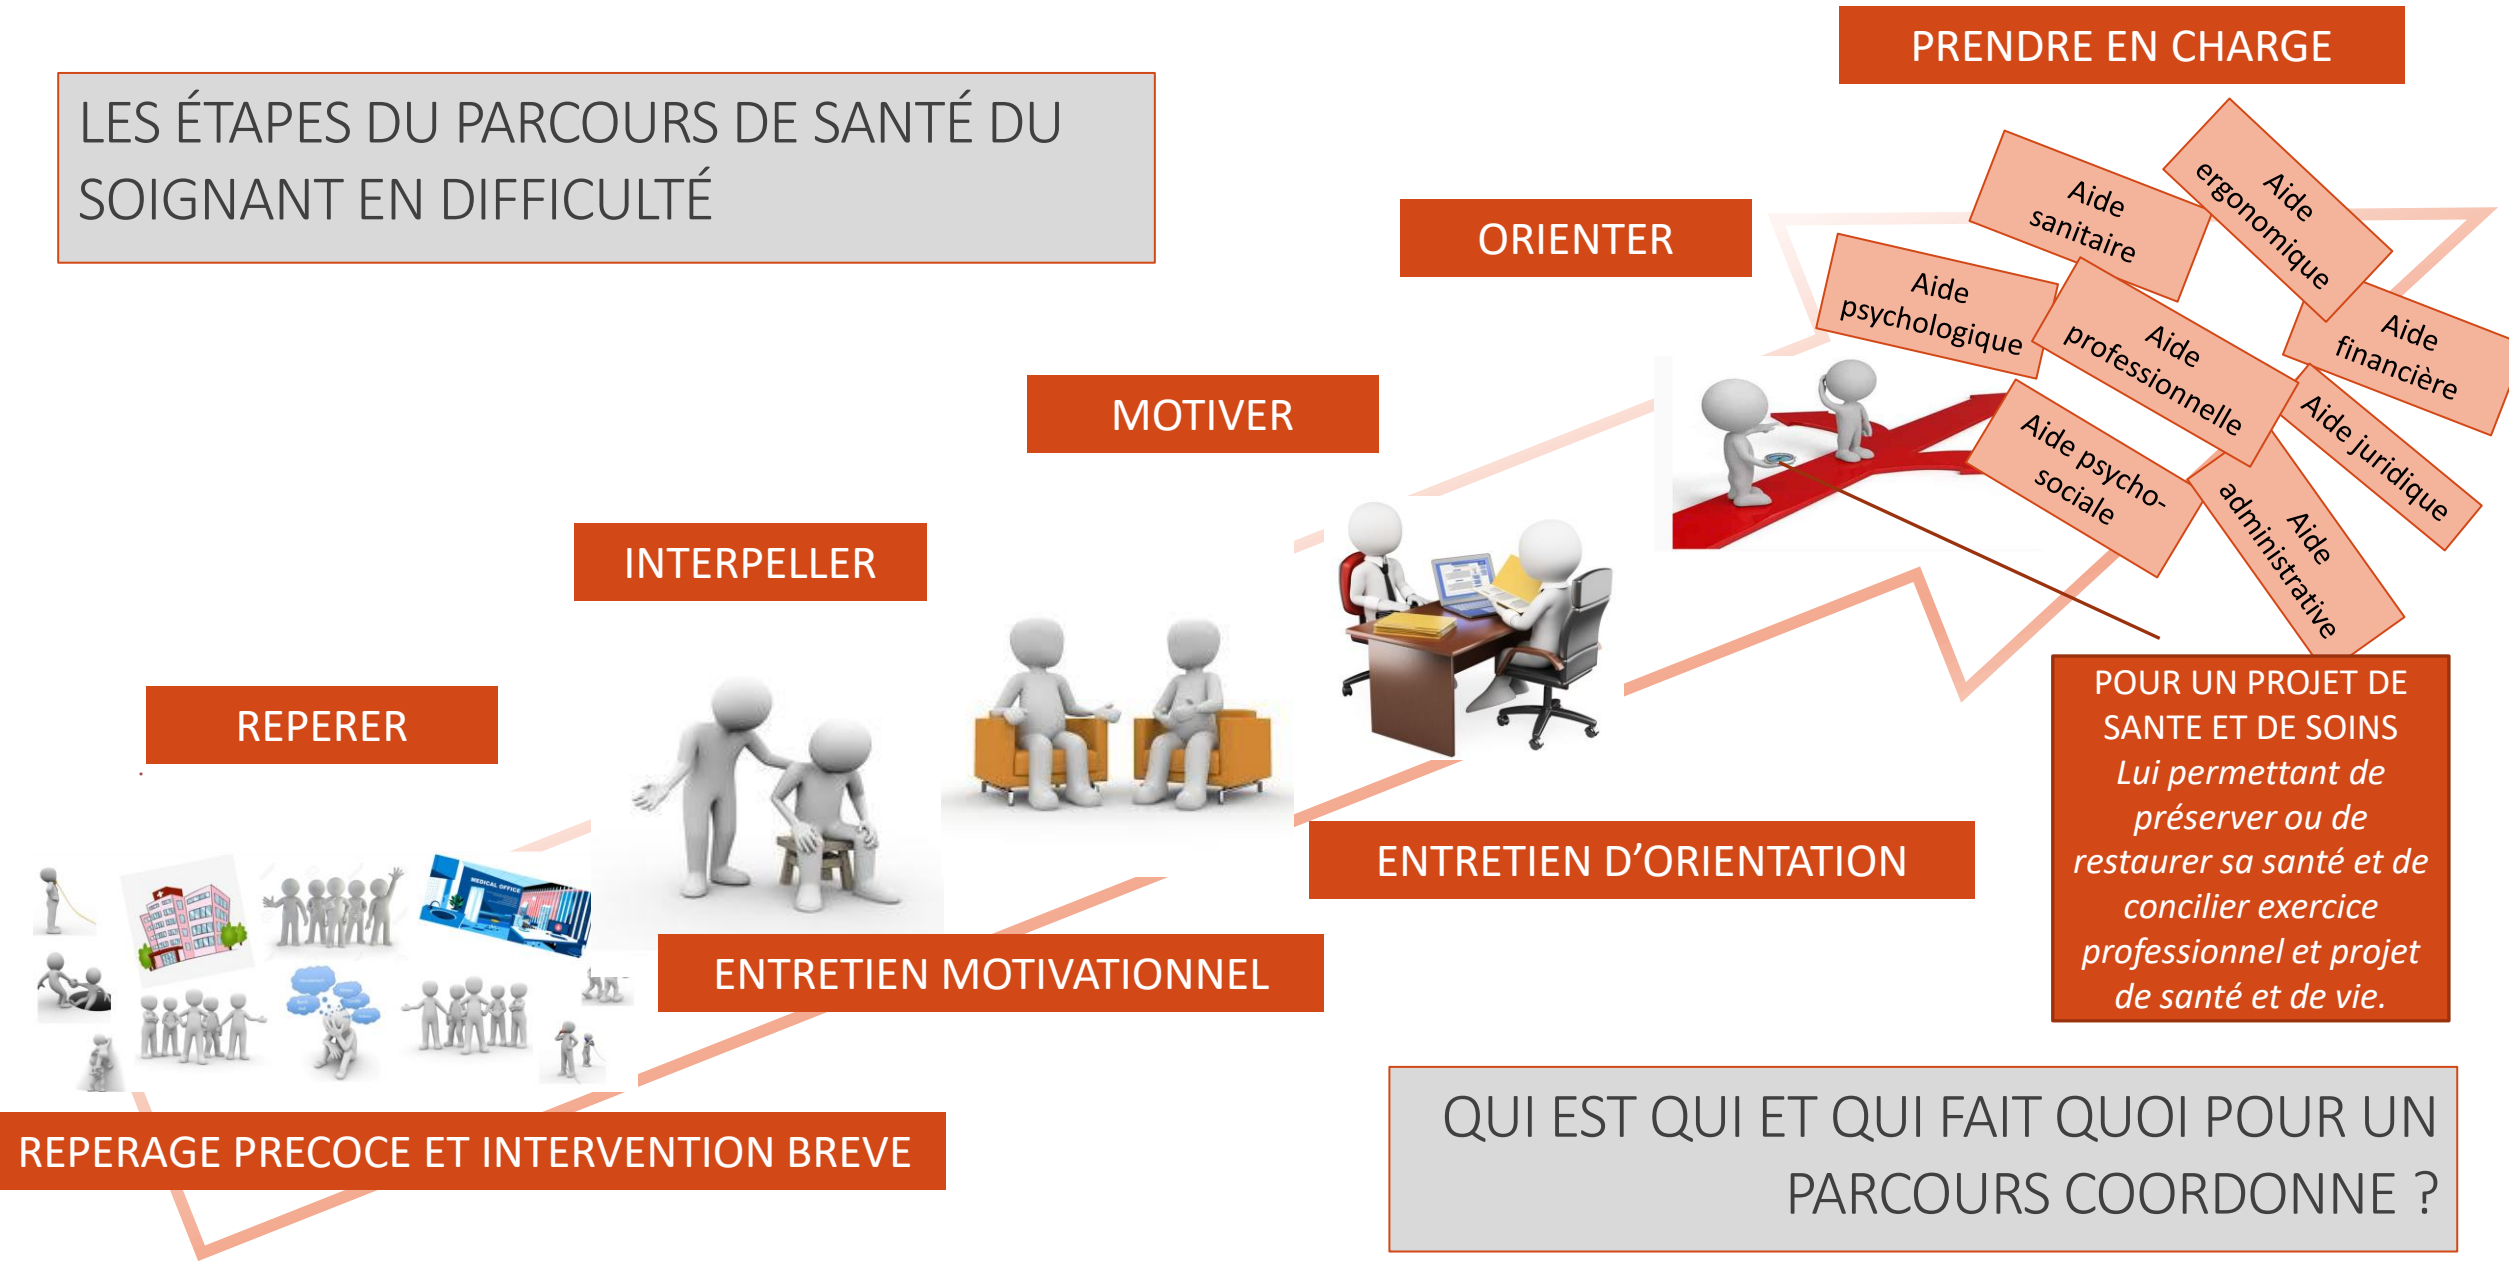 LES ÉTAPES DU PARCOURS DE SANTÉ DU
SOIGNANT EN DIFFICULTÉ
PRENDRE EN CHARGE
ORIENTER
MOTIVER
INTERPELLER
REPERER
Aide
sanitaire
Aide
ergonomique
Aide
psychologique
Aide
professionnelle
Aide
financière
Aide psycho-
sociale
Aide juridique
Aide
administrative
MEDICAL OFFICE
POUR UN PROJET DE
SANTE ET DE SOINS
Lui permettant de
préserver ou de
restaurer sa santé et de
concilier exercice
professionnel et projet
de santé et de vie.
ENTRETIEN D’ORIENTATION
ENTRETIEN MOTIVATIONNEL
REPERAGE PRECOCE ET INTERVENTION BREVE
QUI EST QUI ET QUI FAIT QUOI POUR UN
PARCOURS COORDONNE ?